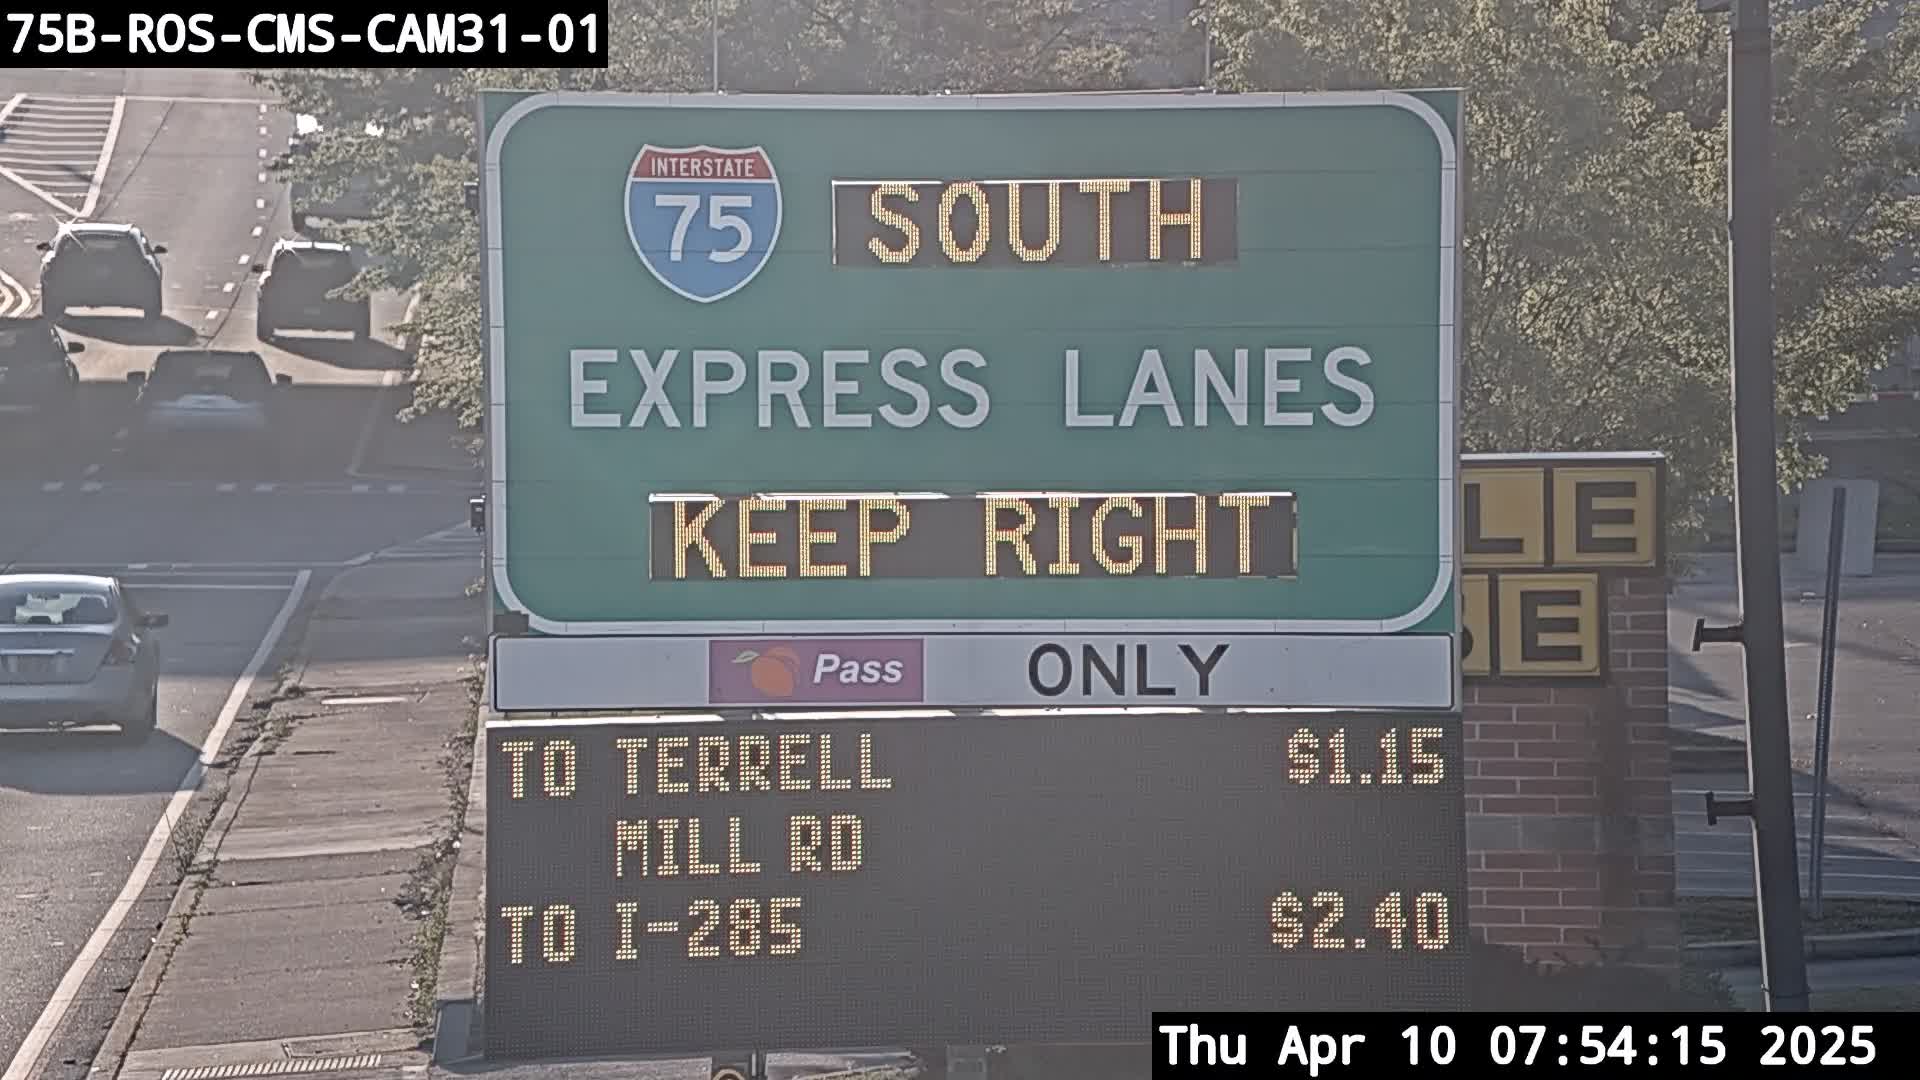 75B-ROS-CMS-CAM31-01
INTERSTATE
75
SOUTH
EXPRESS LANES
KEEP RIGHT
Pass ONLY
TO TERRELL $1.15
MILL RD
TO I-285 $2.40
LE
E
Thu Apr 10 07:54:15 2025